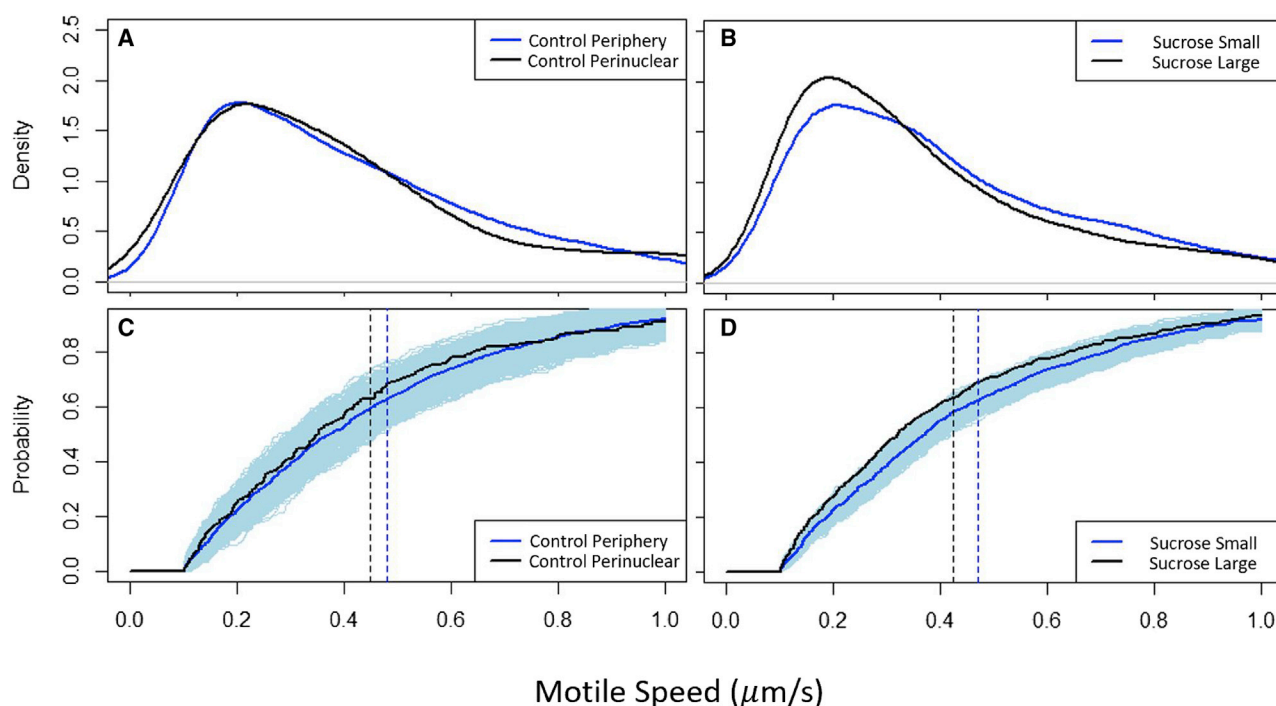 A
B
Control Periphery
Control Perinuclear
Sucrose Small
Sucrose Large
Density
2.5
2.0
1.5
1.0
0.5
0.0
C
D
Probability
0.8
0.6
0.4
0.2
0.0
Control Periphery
Control Perinuclear
Sucrose Small
Sucrose Large
0.0 0.2 0.4 0.6 0.8 1.0
0.0 0.2 0.4 0.6 0.8 1.0
Motile Speed (μm/s)